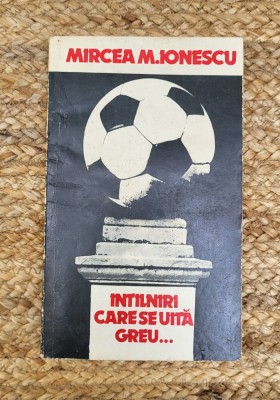 MIRCEA M.IONESCU
INTILNIRI
CARE SE UITĂ
GREU...